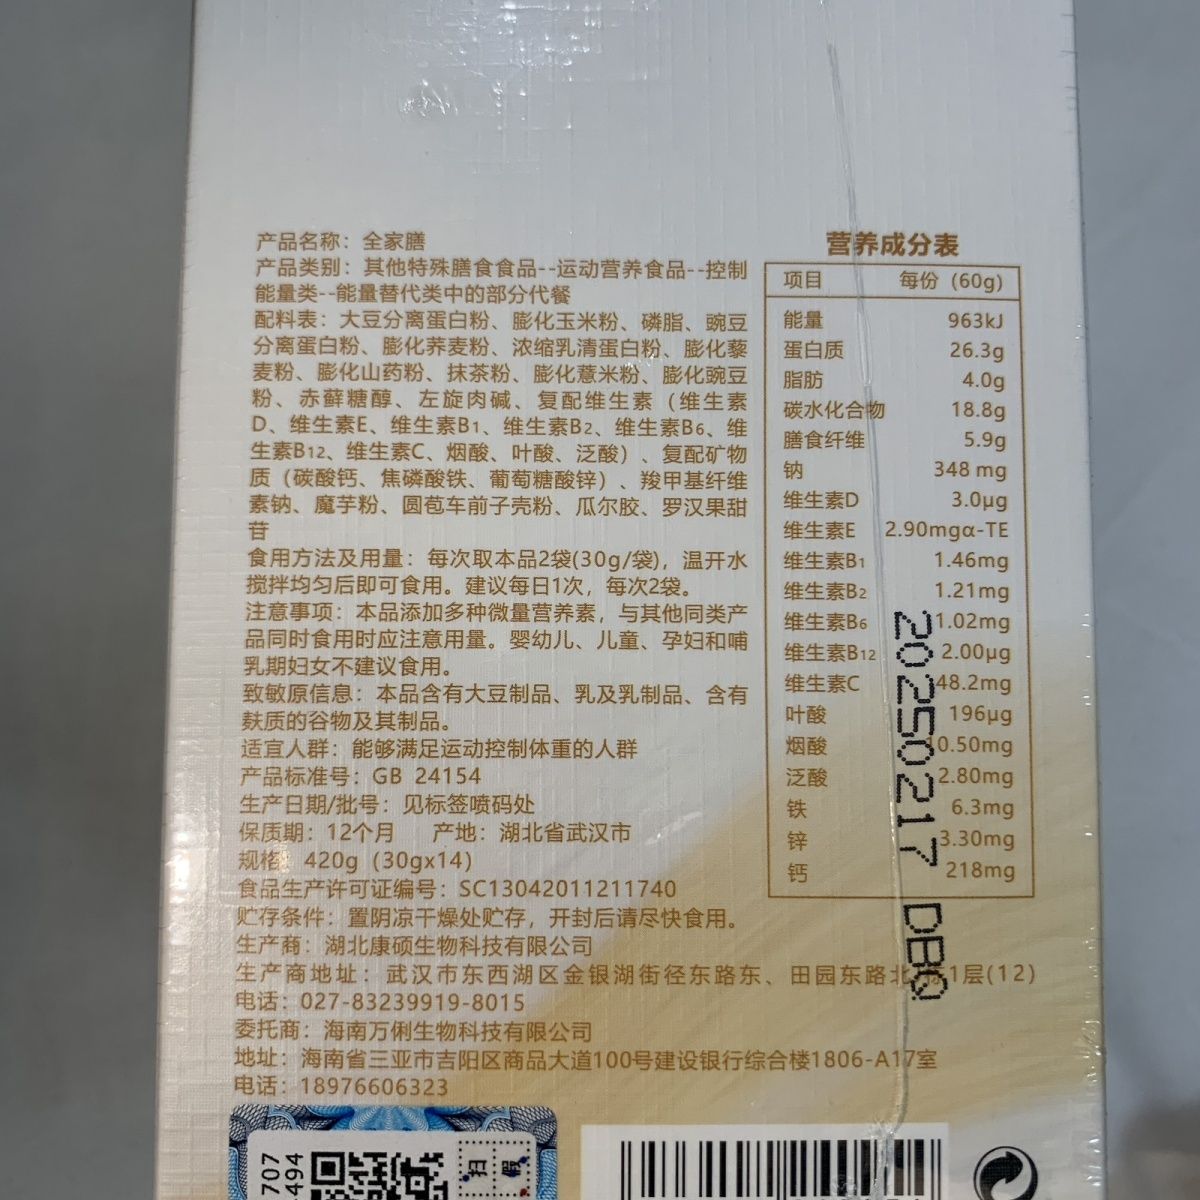 产品名称：全家膳
产品类别：其他特殊膳食食品--运动营养食品--控制
能量类--能量替代类中的部分代餐
配料表：大豆分离蛋白粉、膨化玉米粉、磷脂、豌豆
分离蛋白粉、膨化荞麦粉、浓缩乳清蛋白粉、膨化藜
麦粉、膨化山药粉、抹茶粉、膨化薏米粉、膨化豌豆
粉、赤藓糖醇、左旋肉碱、复配维生素（维生素
D、维生素E、维生素B1、维生素B2、维生素B6、维
生素B12、维生素C、烟酸、叶酸、泛酸）、复配矿物
质（碳酸钙、焦磷酸铁、葡萄糖酸锌）、羧甲基纤维
素钠、魔芋粉、圆苞车前子壳粉、瓜尔胶、罗汉果甜
苷
食用方法及用量：每次取本品2袋(30g/袋)，温开水
搅拌均匀后即可食用。建议每日1次，每次2袋。
注意事项：本品添加多种微量营养素，与其他同类产
品同时食用时应注意用量。婴幼儿、儿童、孕妇和哺
乳期妇女不建议食用。
致敏原信息：本品含有大豆制品、乳及乳制品、含有
麸质的谷物及其制品。
适宜人群：能够满足运动控制体重的人群
产品标准号：GB 24154
生产日期/批号：见标签喷码处
保质期：12个月 产地：湖北省武汉市
规格：420g（30gx14）
食品生产许可证编号：SC13042011211740
贮存条件：置阴凉干燥处贮存，开封后请尽快食用。
生产商：湖北康硕生物科技有限公司
生产商地址：武汉市东西湖区金银湖街径东路东、田园东路北 1层(12)
电话：027-83239919-8015
委托商：海南万俐生物科技有限公司
地址：海南省三亚市吉阳区商品大道100号建设银行综合楼1806-A17室
电话：18976606323
营养成分表
项目 每份（60g）
能量 963kJ
蛋白质 26.3g
脂肪 4.0g
碳水化合物 18.8g
膳食纤维 5.9g
钠 348 mg
维生素D 3.0μg
维生素E 2.90mgα-TE
维生素B1 1.46mg
维生素B2 1.21mg
维生素B6 1.02mg
维生素B12 2.00μg
维生素C 48.2mg
叶酸 196μg
烟酸 10.50mg
泛酸 2.80mg
铁 6.3mg
锌 3.30mg
钙 218mg
20250217 DBQ
707
494
扫
假